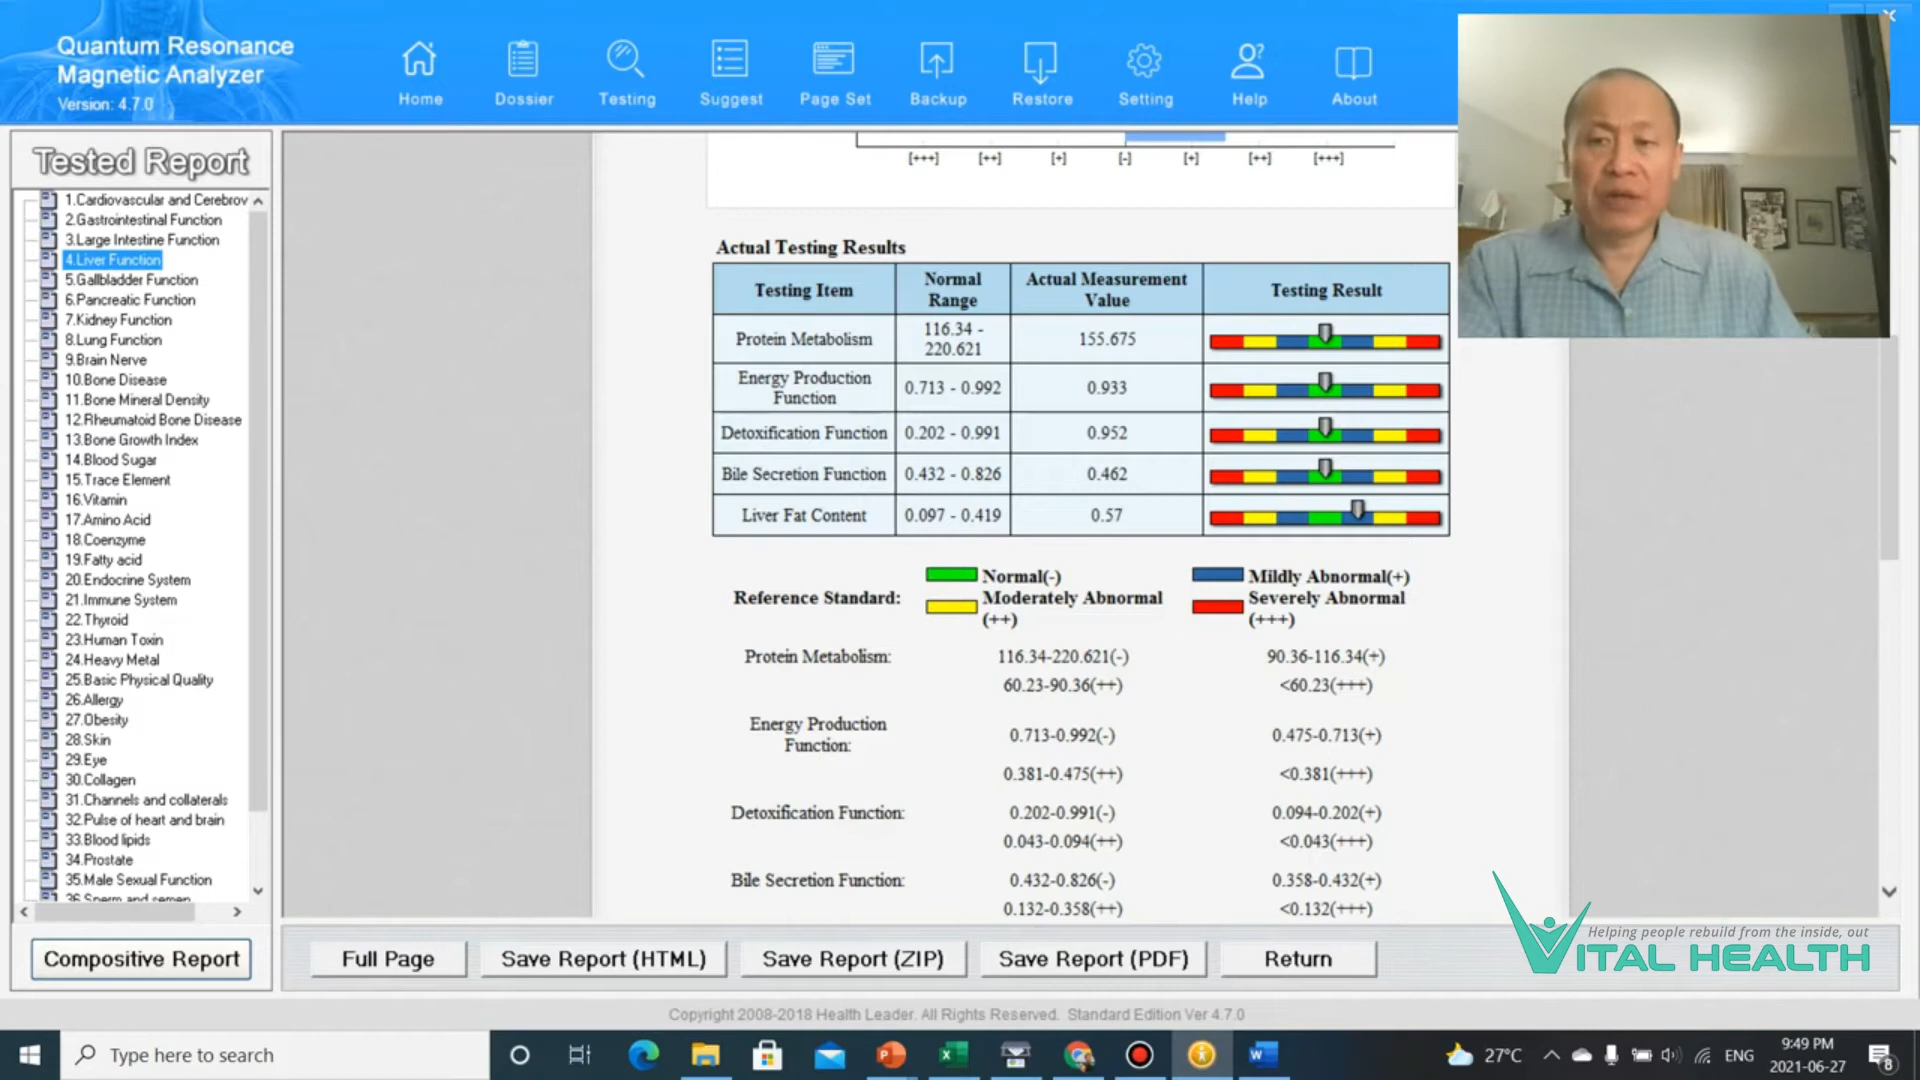 Quantum Resonance
Magnetic Analyzer
Version: 4.7.0
Home
Dossier
Testing
Suggest
Page Set
Backup
Restore
Setting
Help
About
Tested Report
1.Cardiovascular and Cerebrov
2.Gastrointestinal Function
3.Large Intestine Function
4.Liver Function
5.Gallbladder Function
6.Pancreatic Function
7.Kidney Function
8.Lung Function
9.Brain Nerve
10.Bone Disease
11.Bone Mineral Density
12.Rheumatoid Bone Disease
13.Bone Growth Index
14.Blood Sugar
15.Trace Element
16.Vitamin
17.Amino Acid
18.Coenzyme
19.Fatty acid
20.Endocrine System
21.Immune System
22.Thyroid
23.Human Toxin
24.Heavy Metal
25.Basic Physical Quality
26.Allergy
27.Obesity
28.Skin
29.Eye
30.Collagen
31.Channels and collaterals
32.Pulse of heart and brain
33.Blood lipids
34.Prostate
35.Male Sexual Function
36.Sperm and semen
Compositive Report
[+++] [++] [+] [-] [+] [++] [+++]
Actual Testing Results
Testing Item Normal Range Actual Measurement Value Testing Result
Protein Metabolism 116.34 - 220.621 155.675
Energy Production Function 0.713 - 0.992 0.933
Detoxification Function 0.202 - 0.991 0.952
Bile Secretion Function 0.432 - 0.826 0.462
Liver Fat Content 0.097 - 0.419 0.57
Reference Standard: Normal(-) Mildly Abnormal(+)
Moderately Abnormal (++) Severely Abnormal (+++)
Protein Metabolism: 116.34-220.621(-) 90.36-116.34(+)
60.23-90.36(++) <60.23(+++)
Energy Production Function: 0.713-0.992(-) 0.475-0.713(+)
0.381-0.475(++) <0.381(+++)
Detoxification Function: 0.202-0.991(-) 0.094-0.202(+)
0.043-0.094(++) <0.043(+++)
Bile Secretion Function: 0.432-0.826(-) 0.358-0.432(+)
0.132-0.358(++) <0.132(+++)
Full Page
Save Report (HTML)
Save Report (ZIP)
Save Report (PDF)
Return
Helping people rebuild from the inside, out
VITAL HEALTH
Copyright 2008-2018 Health Leader. All Rights Reserved. Standard Edition Ver 4.7.0
Type here to search
27°C
ENG
9:49 PM
2021-06-27
8